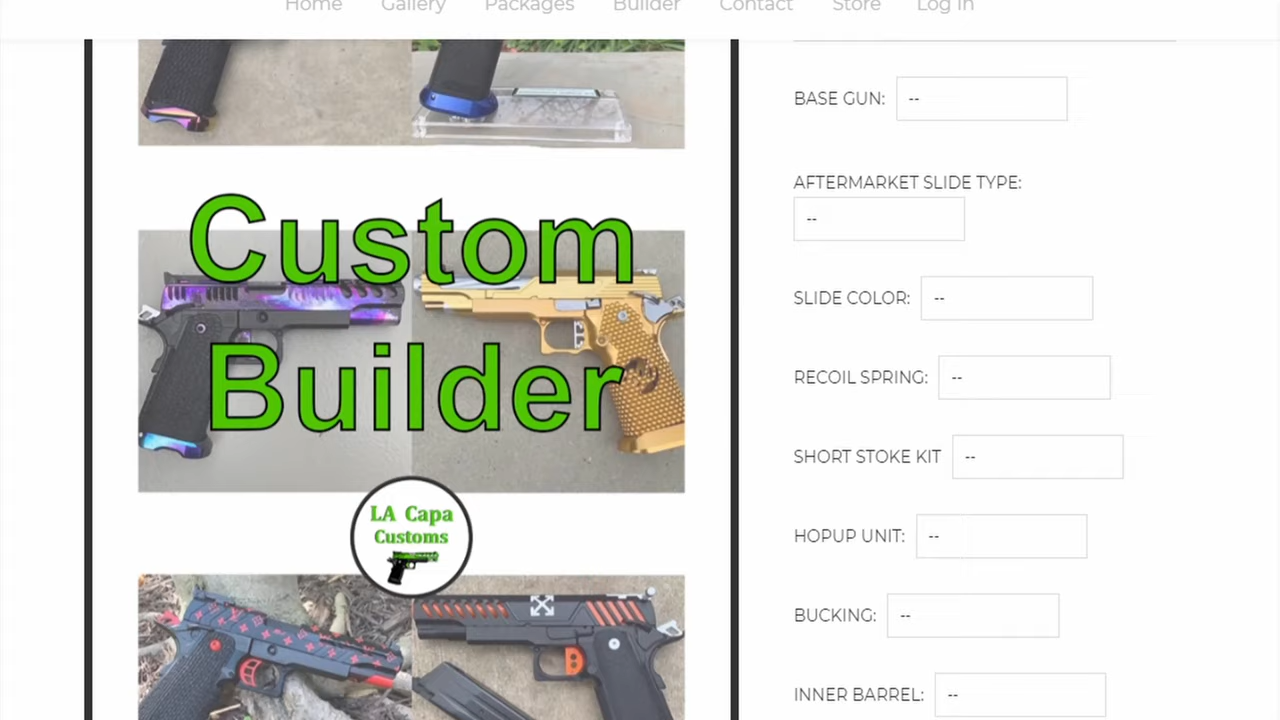 Home Gallery Packages Builder Contact Store Log In
Custom
Builder
LA Capa
Customs
BASE GUN: --
AFTERMARKET SLIDE TYPE:
--
SLIDE COLOR: --
RECOIL SPRING: --
SHORT STOKE KIT --
HOPUP UNIT: --
BUCKING: --
INNER BARREL: --